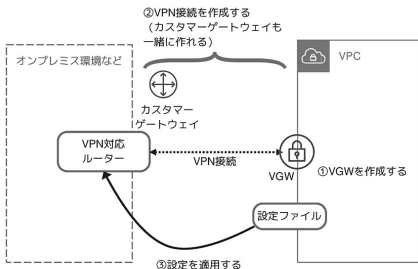 ②VPN接続を作成する
(カスタマーゲートウェイも
一緒に作れる)
オンプレミス環境など
VPC
カスタマー
ゲートウェイ
VPN対応
ルーター
VPN接続
VGW
①VGWを作成する
設定ファイル
③設定を適用する